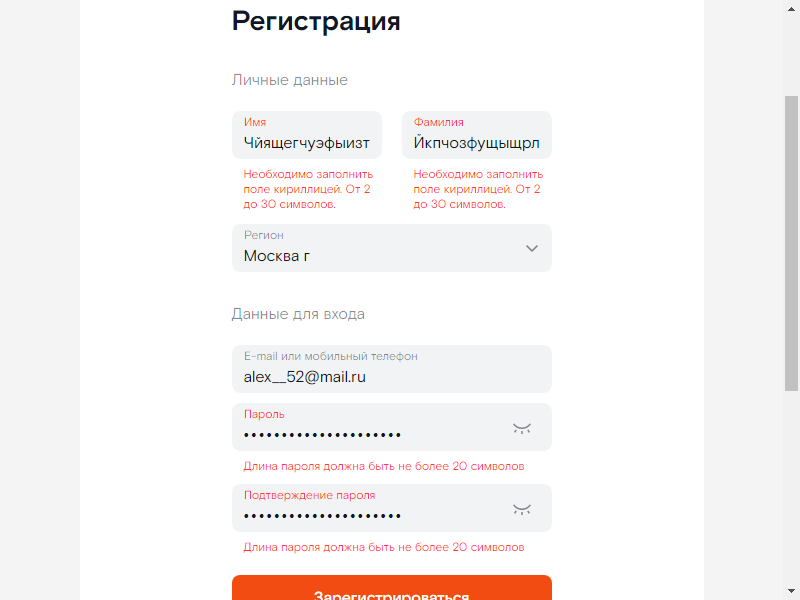 Регистрация
Личные данные
Имя
Чйящегчуэфыизт
Фамилия
Йкпчозфущыщрл
Необходимо заполнить
поле кириллицей. От 2
до 30 символов.
Необходимо заполнить
поле кириллицей. От 2
до 30 символов.
Регион
Москва г
Данные для входа
E-mail или мобильный телефон
alex__52@mail.ru
Пароль
Длина пароля должна быть не более 20 символов
Подтверждение пароля
Длина пароля должна быть не более 20 символов
Зарегистрироваться